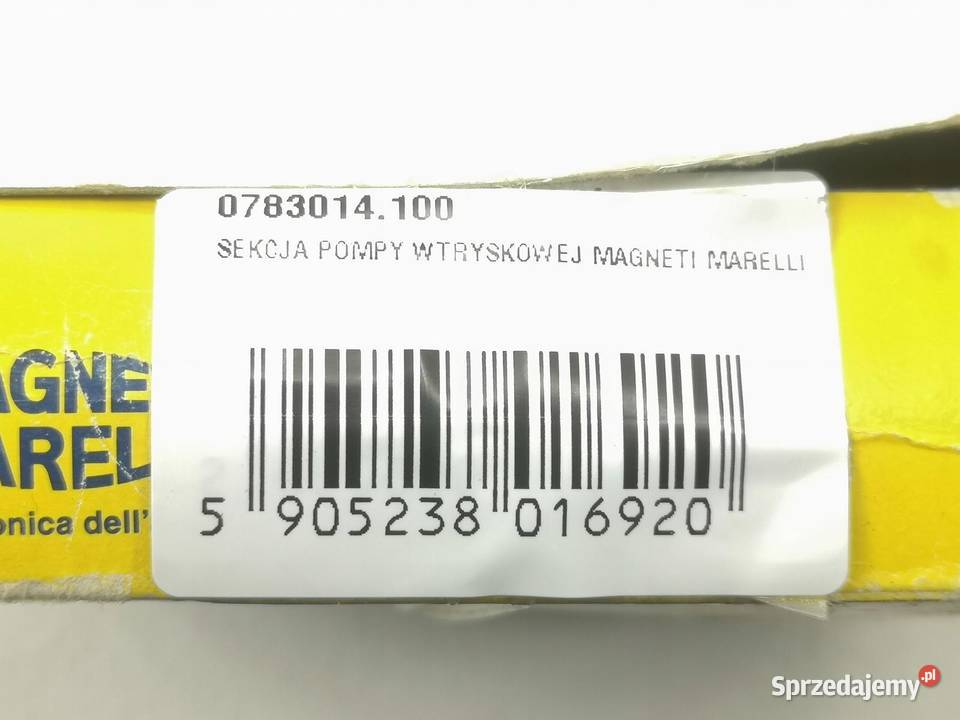 0783014.100
SEKCJA POMPY WTRYSKOWEJ MAGNETI MARELLI
AGNE
AREL
onica dell'
5 905238 016920
Sprzedajemy.pl